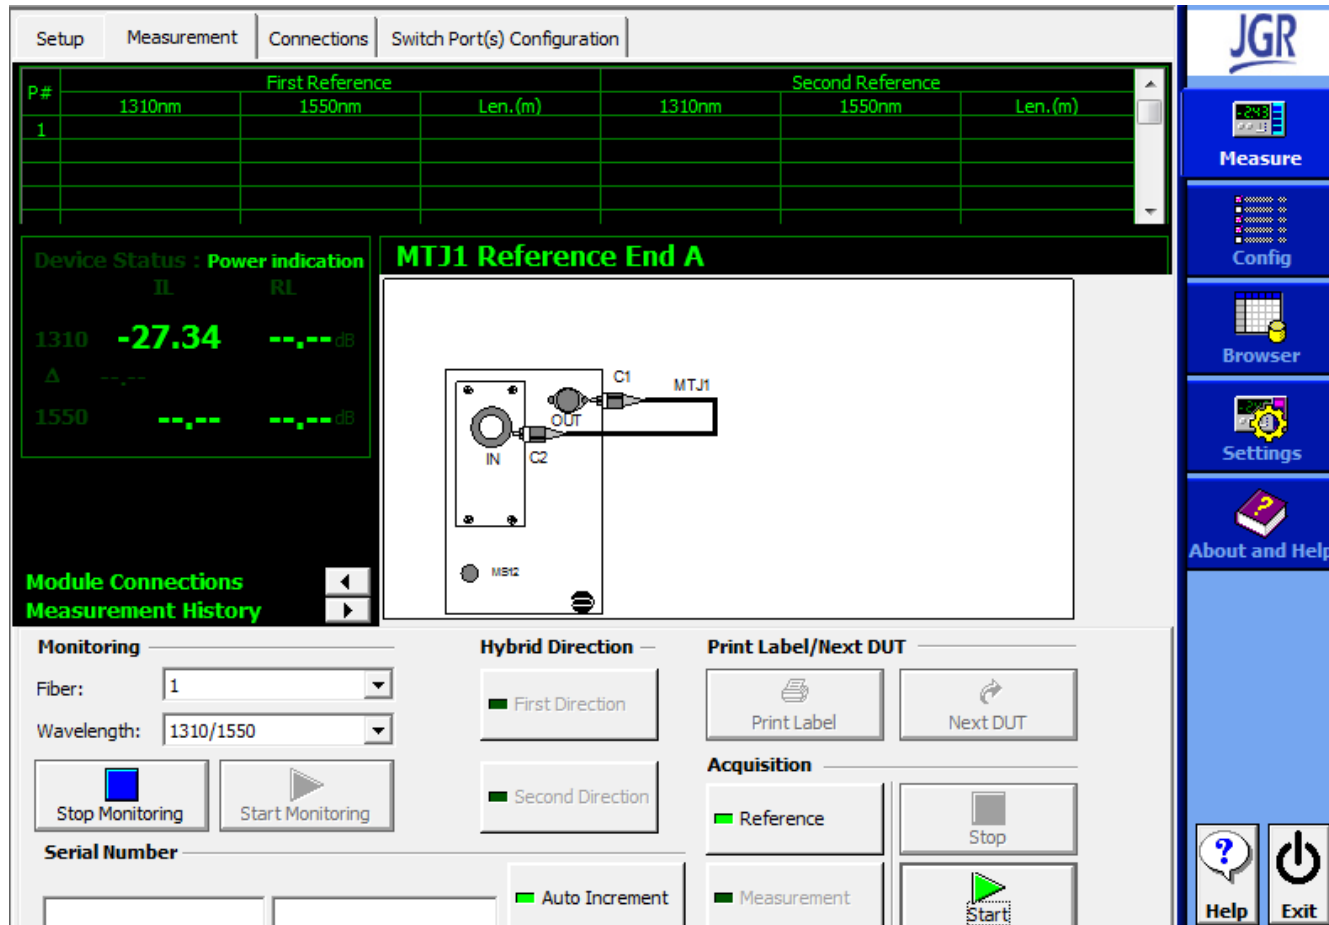 Setup Measurement Connections Switch Port(s) Configuration
JGR
P# First Reference Second Reference
1310nm 1550nm Len.(m) 1310nm 1550nm Len.(m)
1
Measure
Config
Browser
Settings
About and Help
Device Status : Power indication
IL RL
1310 -27.34 --.-- dB
Δ --.--
1550 --.-- --.-- dB
Module Connections
Measurement History
MTJ1 Reference End A
C1 MTJ1
OUT
IN C2
MS12
Monitoring
Fiber: 1
Wavelength: 1310/1550
Stop Monitoring Start Monitoring
Hybrid Direction
First Direction
Second Direction
Print Label/Next DUT
Print Label Next DUT
Acquisition
Reference Stop
Measurement Start
Serial Number
Auto Increment
Help Exit